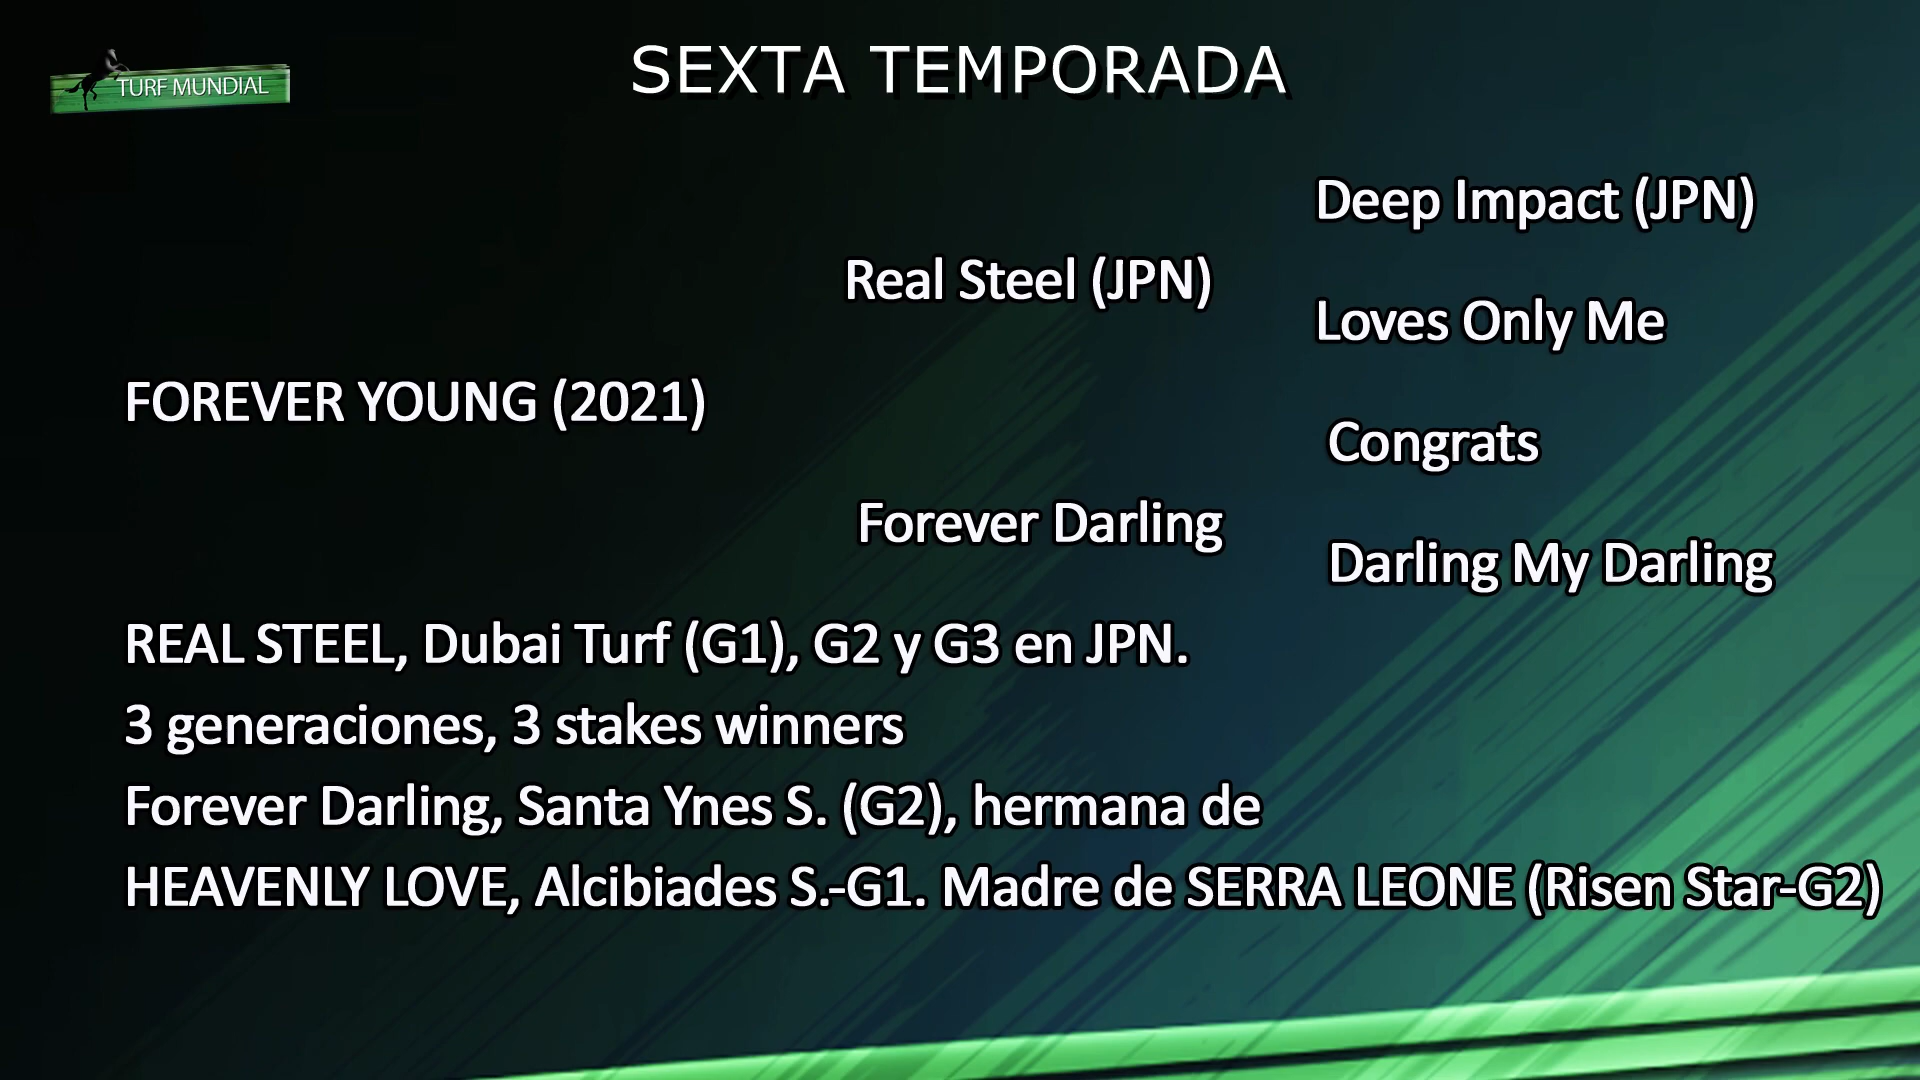 TURF MUNDIAL
SEXTA TEMPORADA
Deep Impact (JPN)
Real Steel (JPN)
Loves Only Me
FOREVER YOUNG (2021)
Congrats
Forever Darling
Darling My Darling
REAL STEEL, Dubai Turf (G1), G2 y G3 en JPN.
3 generaciones, 3 stakes winners
Forever Darling, Santa Ynes S. (G2), hermana de
HEAVENLY LOVE, Alcibiades S.-G1. Madre de SERRA LEONE (Risen Star-G2)